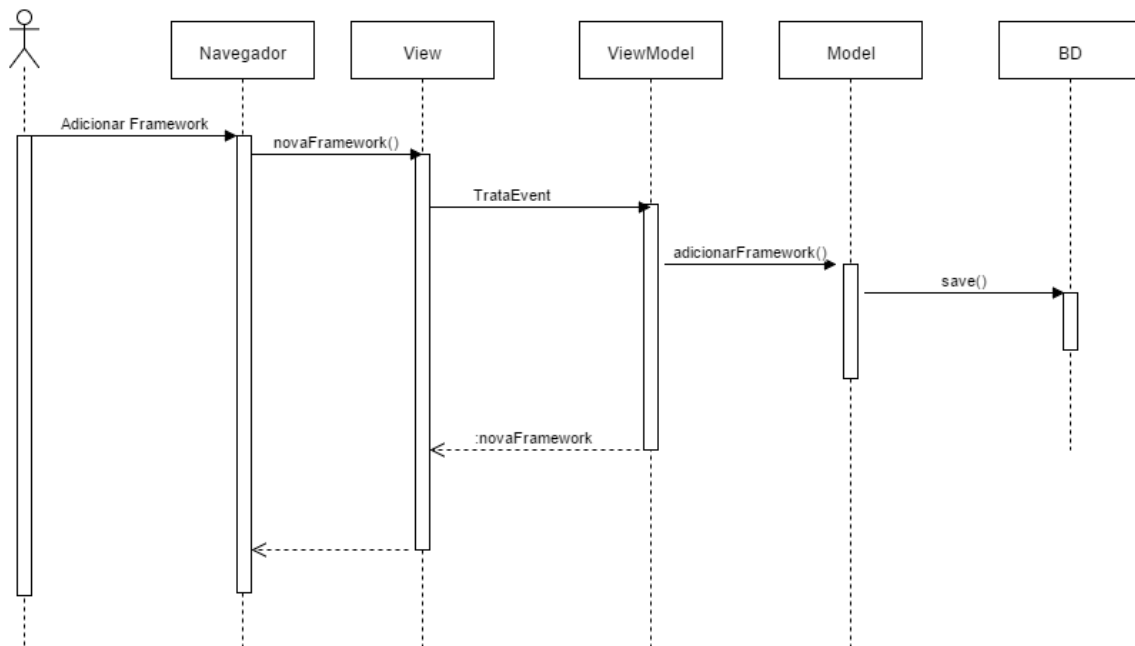 Navegador
View
ViewModel
Model
BD
Adicionar Framework
novaFramework()
TrataEvent
adicionarFramework()
save()
:novaFramework